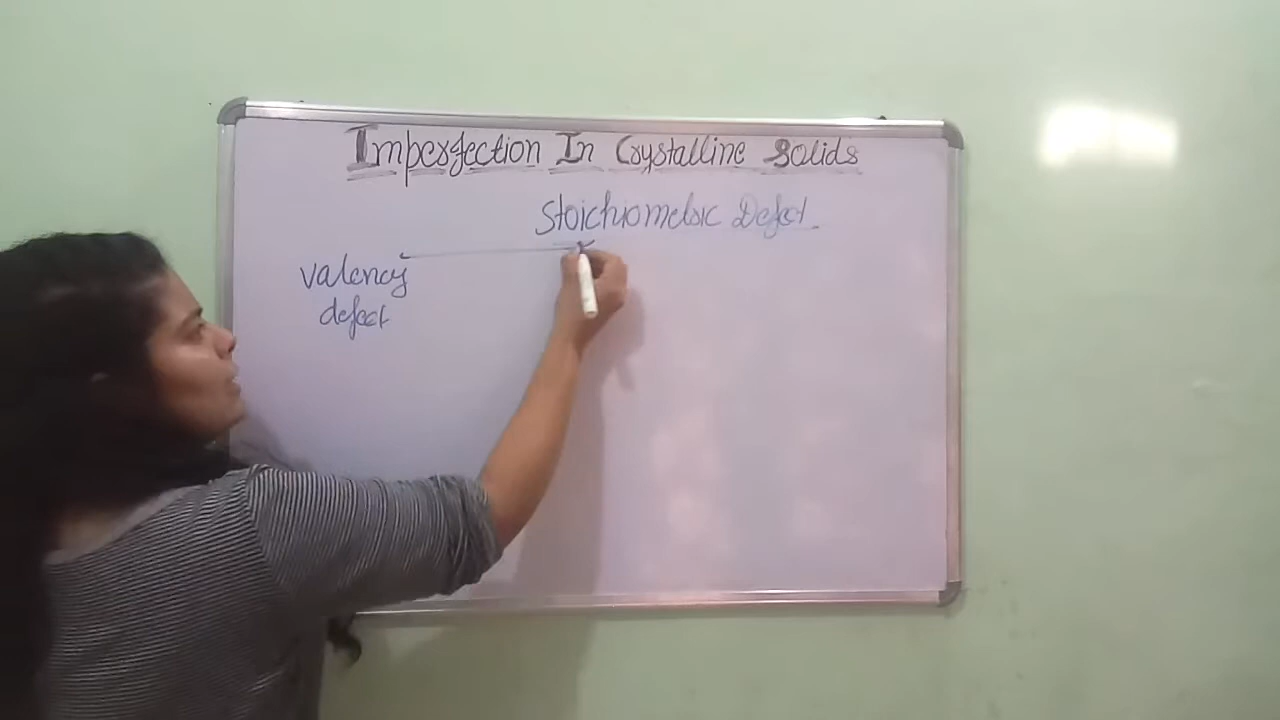 Imperfection In Crystalline Solids
Stoichiometric Defect
valency
defect